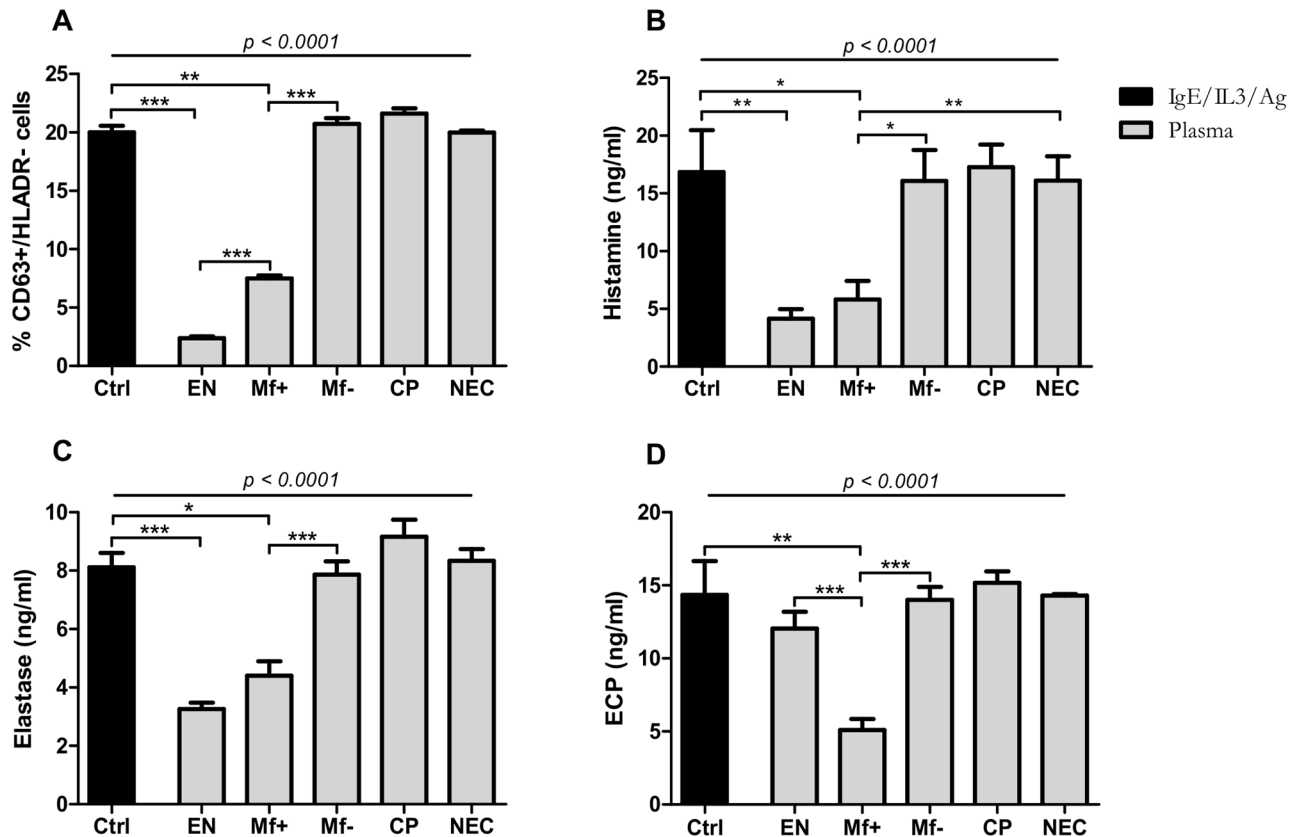 A
p < 0.0001
**
***
***
***
% CD63+/HLADR- cells
25
20
15
10
5
0
Ctrl EN Mf+ Mf- CP NEC
B
p < 0.0001
*
**
**
*
Histamine (ng/ml)
25
20
15
10
5
0
Ctrl EN Mf+ Mf- CP NEC
IgE/IL3/Ag
Plasma
C
p < 0.0001
*
***
***
Elastase (ng/ml)
10
8
6
4
2
0
Ctrl EN Mf+ Mf- CP NEC
D
p < 0.0001
**
***
***
ECP (ng/ml)
20
15
10
5
0
Ctrl EN Mf+ Mf- CP NEC